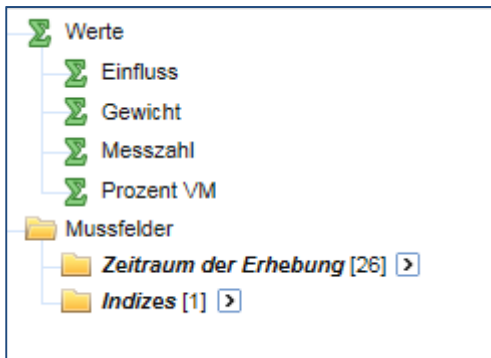 Werte
Einfluss
Gewicht
Messzahl
Prozent VM
Mussfelder
Zeitraum der Erhebung [26]
Indizes [1]